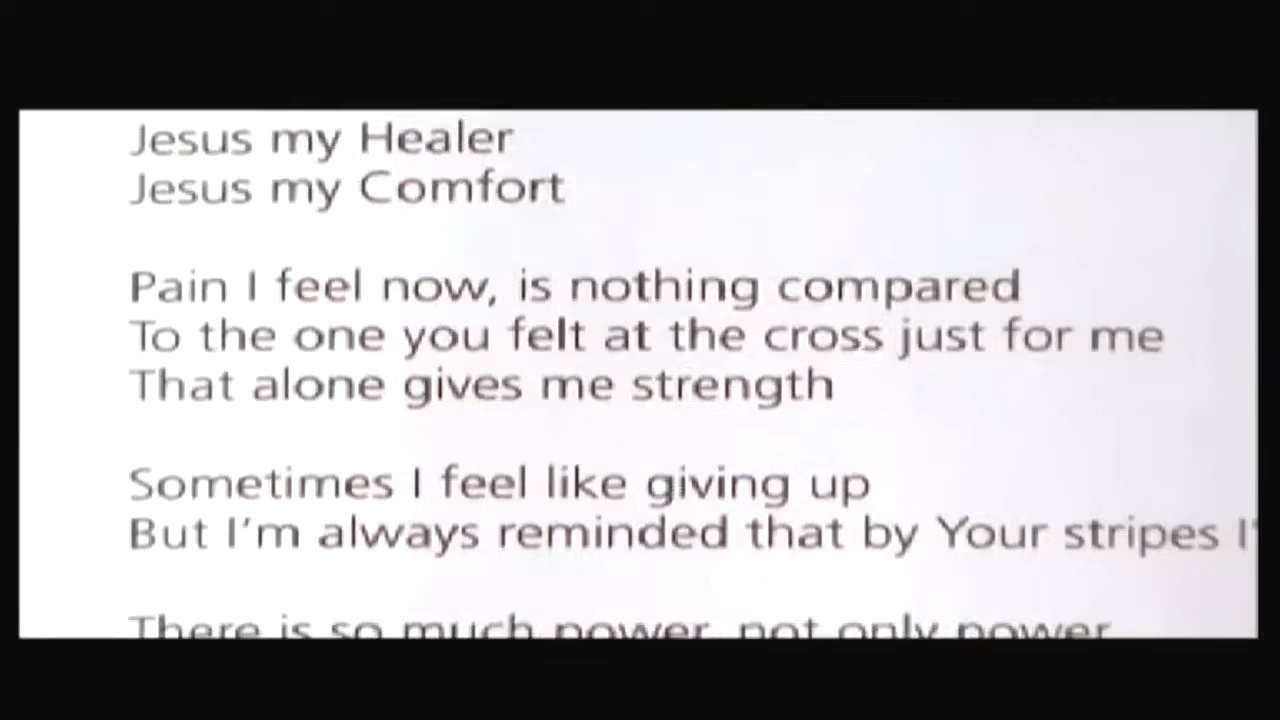 Jesus my Healer
Jesus my Comfort
Pain I feel now, is nothing compared
To the one you felt at the cross just for me
That alone gives me strength
Sometimes I feel like giving up
But I'm always reminded that by Your stripes
There is so much power, not only power